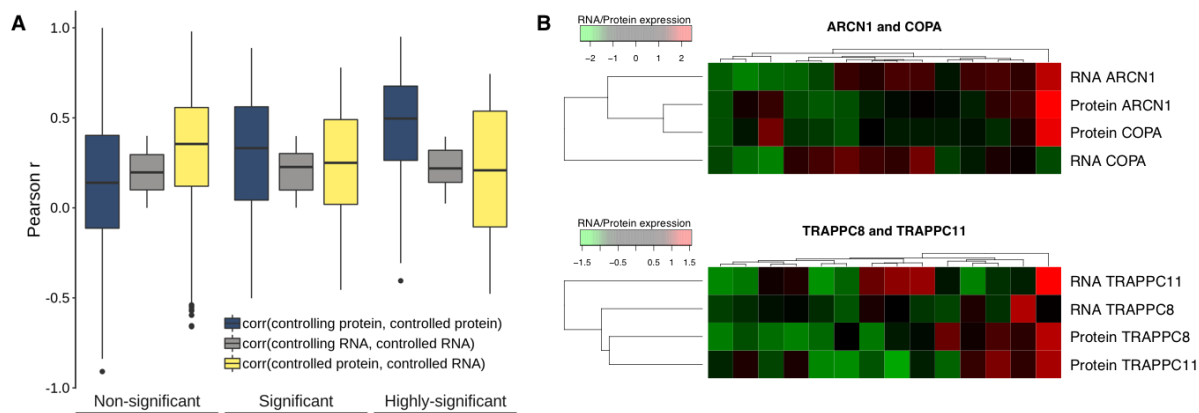 A
Pearson r
1.0
0.5
0.0
-0.5
-1.0
corr(controlling protein, controlled protein)
corr(controlling RNA, controlled RNA)
corr(controlled protein, controlled RNA)
Non-significant
Significant
Highly-significant
B
RNA/Protein expression
−2 −1 0 1 2
ARCN1 and COPA
RNA ARCN1
Protein ARCN1
Protein COPA
RNA COPA
RNA/Protein expression
−1.5 −0.5 0.5 1 1.5
TRAPPC8 and TRAPPC11
RNA TRAPPC11
RNA TRAPPC8
Protein TRAPPC8
Protein TRAPPC11